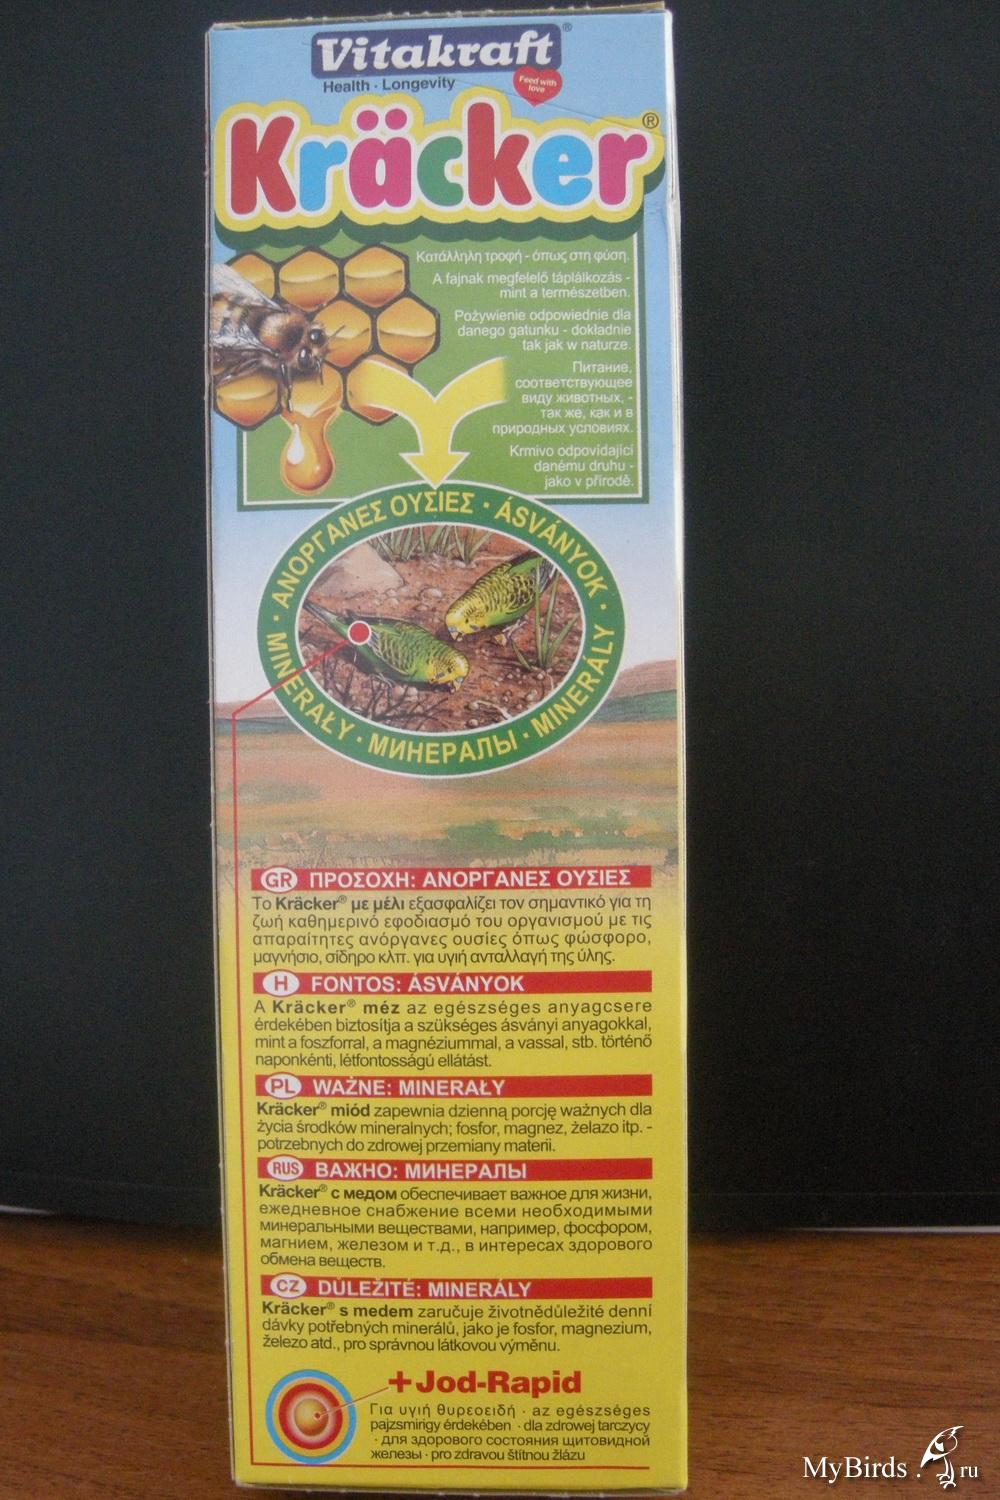 Vitakraft®
Health · Longevity
Feed with
love
Kräcker®
Κατάλληλη τροφή - όπως στη φύση.
A fajnak megfelelő táplálkozás -
mint a természetben.
Pożywienie odpowiednie dla
danego gatunku - dokładnie
tak jak w naturze.
Питание,
соответствующее
виду животных, -
так же, как и в
природных условиях.
Krmivo odpovídající
danému druhu -
jako v přírodě.
· ΑΝΟΡΓΑΝΕΣ ΟΥΣΙΕΣ · ÁSVÁNYOK ·
MINERAŁY · МИНЕРАЛЫ · MINERÁLY
GR ΠΡΟΣΟΧΗ: ΑΝΟΡΓΑΝΕΣ ΟΥΣΙΕΣ
Το Kräcker® με μέλι εξασφαλίζει τον σημαντικό για τη
ζωή καθημερινό εφοδιασμό του οργανισμού με τις
απαραίτητες ανόργανες ουσίες όπως φώσφορο,
μαγνήσιο, σίδηρο κλπ. για υγιή ανταλλαγή της ύλης.
H FONTOS: ÁSVÁNYOK
A Kräcker® méz az egészséges anyagcsere
érdekében biztosítja a szükséges ásványi anyagokkal,
mint a foszforral, a magnéziummal, a vassal, stb. történő
naponkénti, létfontosságú ellátást.
PL WAŻNE: MINERAŁY
Kräcker® miód zapewnia dzienną porcję ważnych dla
życia środków mineralnych; fosfor, magnez, żelazo itp. -
potrzebnych do zdrowej przemiany materii.
RUS ВАЖНО: МИНЕРАЛЫ
Kräcker® с медом обеспечивает важное для жизни,
ежедневное снабжение всеми необходимыми
минеральными веществами, например, фосфором,
магнием, железом и т.д., в интересах здорового
обмена веществ.
CZ DŮLEŽITÉ: MINERÁLY
Kräcker® s medem zaručuje životnědůležité denní
dávky potřebných minerálů, jako je fosfor, magnezium,
železo atd., pro správnou látkovou výměnu.
+Jod-Rapid
Για υγιή θυρεοειδή · az egészséges
pajzsmirigy érdekében · dla zdrowej tarczycy
· для здорового состояния щитовидной
железы · pro zdravou štítnou žlázu
MyBirds.ru